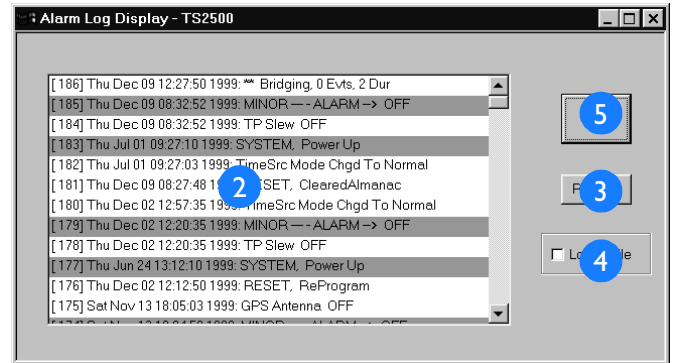 Alarm Log Display - TS2500
[ 186] Thu Dec 09 12:27:50 1999: ** Bridging, 0 Evts, 2 Dur
[ 185] Thu Dec 09 08:32:52 1999: MINOR –– - ALARM –> OFF
[ 184] Thu Dec 09 08:32:52 1999: TP Slew OFF
[ 183] Thu Jul 01 09:27:10 1999: SYSTEM, Power Up
[ 182] Thu Jul 01 09:27:03 1999: TimeSrc Mode Chgd To Normal
[ 181] Thu Dec 09 08:27:48 ClearedAlmanac
[ 180] Thu Dec 02 12:57:35 Mode Chgd To Normal
[ 179] Thu Dec 02 12:20:35 1999: MINOR –– - ALARM –> OFF
[ 178] Thu Dec 02 12:20:35 1999: TP Slew OFF
[ 177] Thu Jun 24 13:12:10 1999: SYSTEM, Power Up
[ 176] Thu Dec 02 12:12:50 1999: RESET, ReProgram
[ 175] Sat Nov 13 18:05:03 1999: GPS Antenna OFF
2
5
3
4